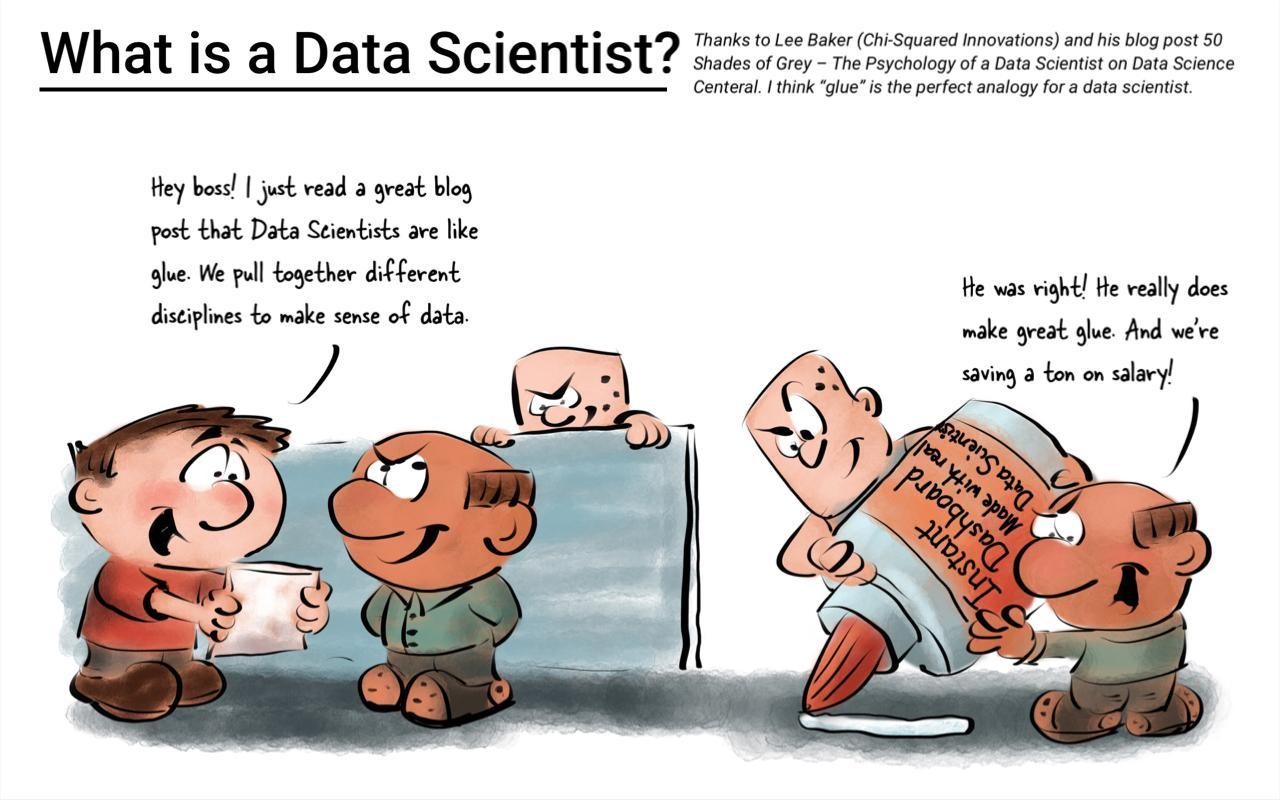 What is a Data Scientist?
Thanks to Lee Baker (Chi-Squared Innovations) and his blog post 50
Shades of Grey – The Psychology of a Data Scientist on Data Science
Centeral. I think “glue” is the perfect analogy for a data scientist.
Hey boss! I just read a great blog
post that Data Scientists are like
glue. We pull together different
disciplines to make sense of data.
He was right! He really does
make great glue. And we’re
saving a ton on salary!
Instant
Dashboard
Made with real
Data Scientist